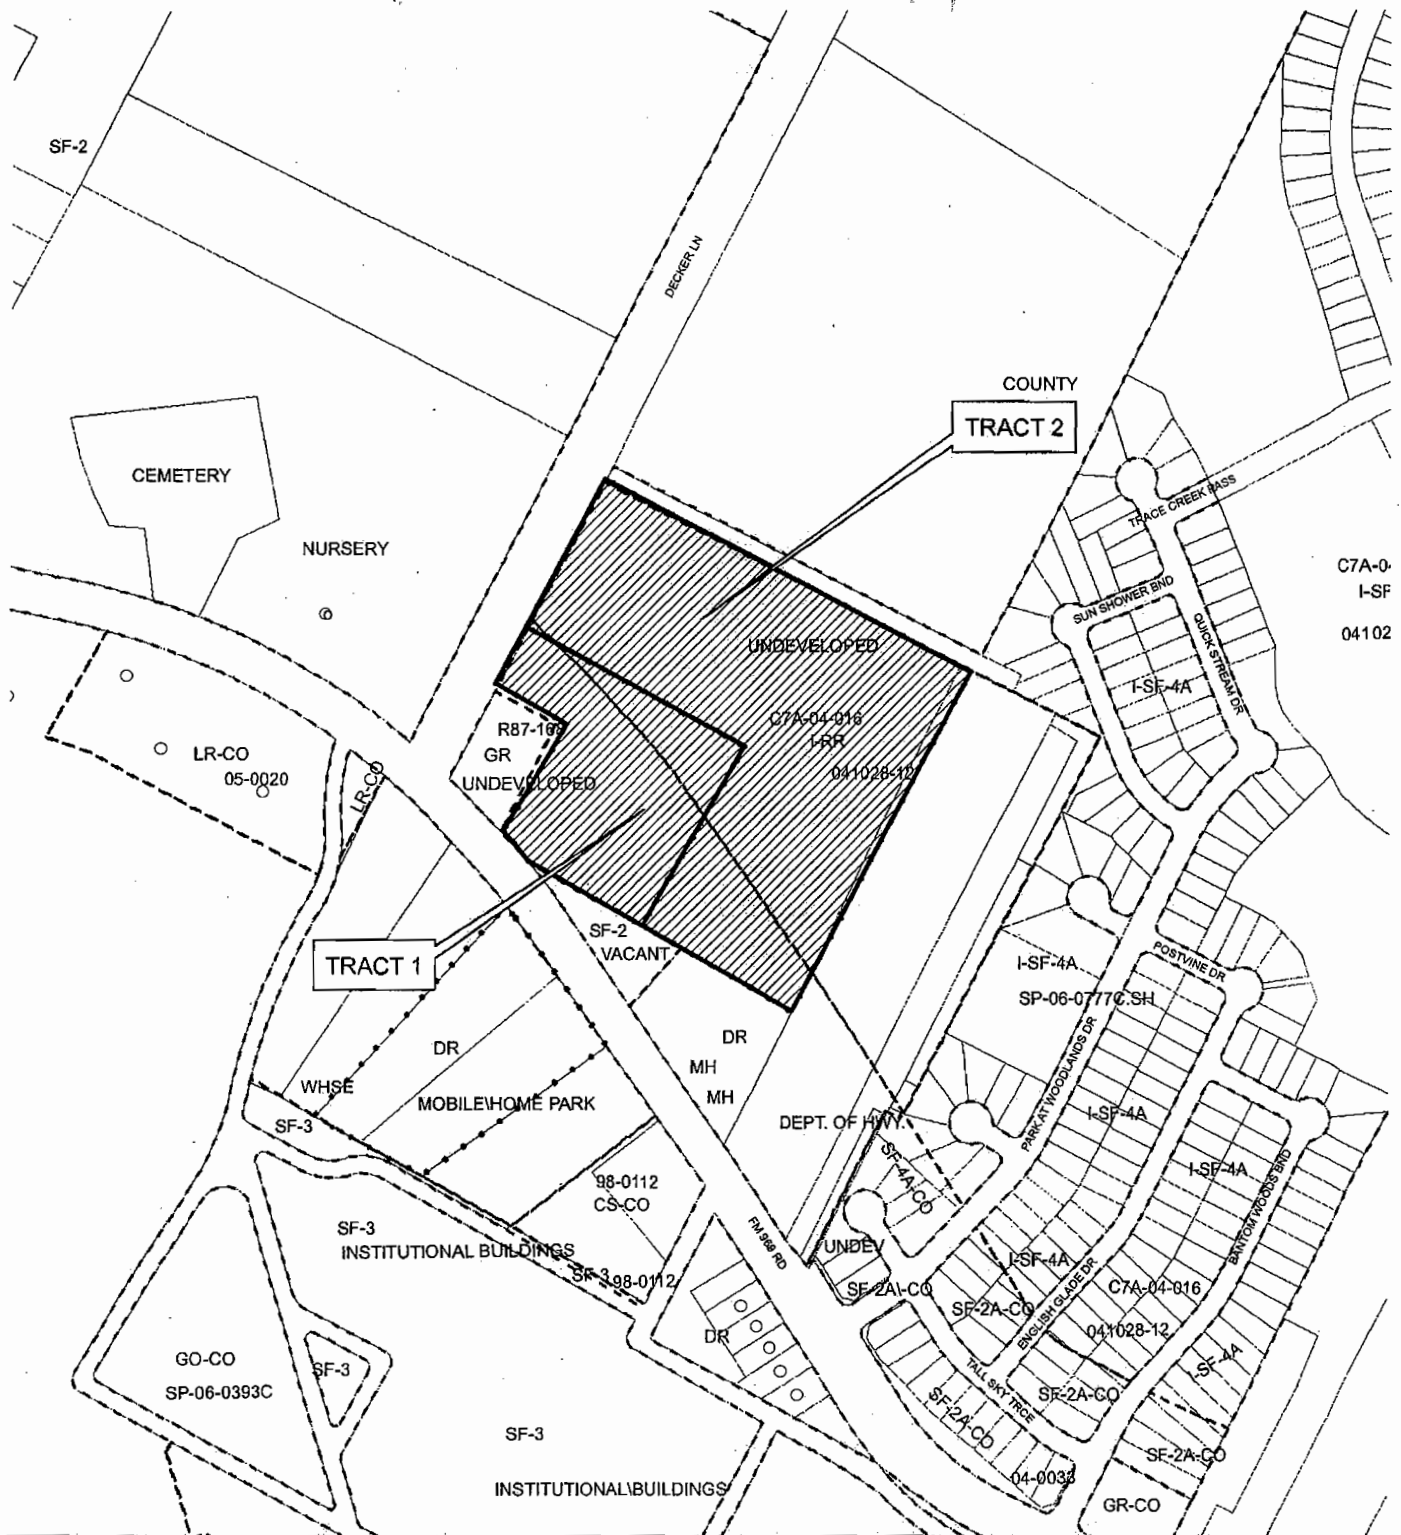 SF-2
DECKER LN
COUNTY
TRACT 2
CEMETERY
TRACE CREEK PASS
NURSERY
C7A-0
I-SF
SUN SHOWER BND
04102
QUICK STREAM DR
UNDEVELOPED
I-SF-4A
C7A-04-016
I-RR
R87-168
GR
LR-CO
05-0020
LR-CO
UNDEVELOPED
041028-12
SF-2
VACANT
TRACT 1
POSTVINE DR
I-SF-4A
SP-06-0777C.SH
DR
DR
MH
MH
WHSE
MOBILE HOME PARK
PARK AT WOODLANDS DR
I-SF-4A
SF-3
DEPT. OF HWY.
SF-4A-CO
I-SF-4A
BANTOM WOODS BND
98-0112
CS-CO
SF-3
INSTITUTIONAL BUILDINGS
FM 969 RD
UNDEV
I-SF-4A
SF-3
98-0112
SF-2A-CO
SF-2A-CO
ENGLISH GLADE DR
C7A-04-016
041028-12
DR
GO-CO
SP-06-0393C
SF-3
TALL SKY TRCE
SF-2A-CO
SF-2A-CO
-SF-4A
SF-3
SF-2A-CO
04-0033
INSTITUTIONAL BUILDINGS
GR-CO